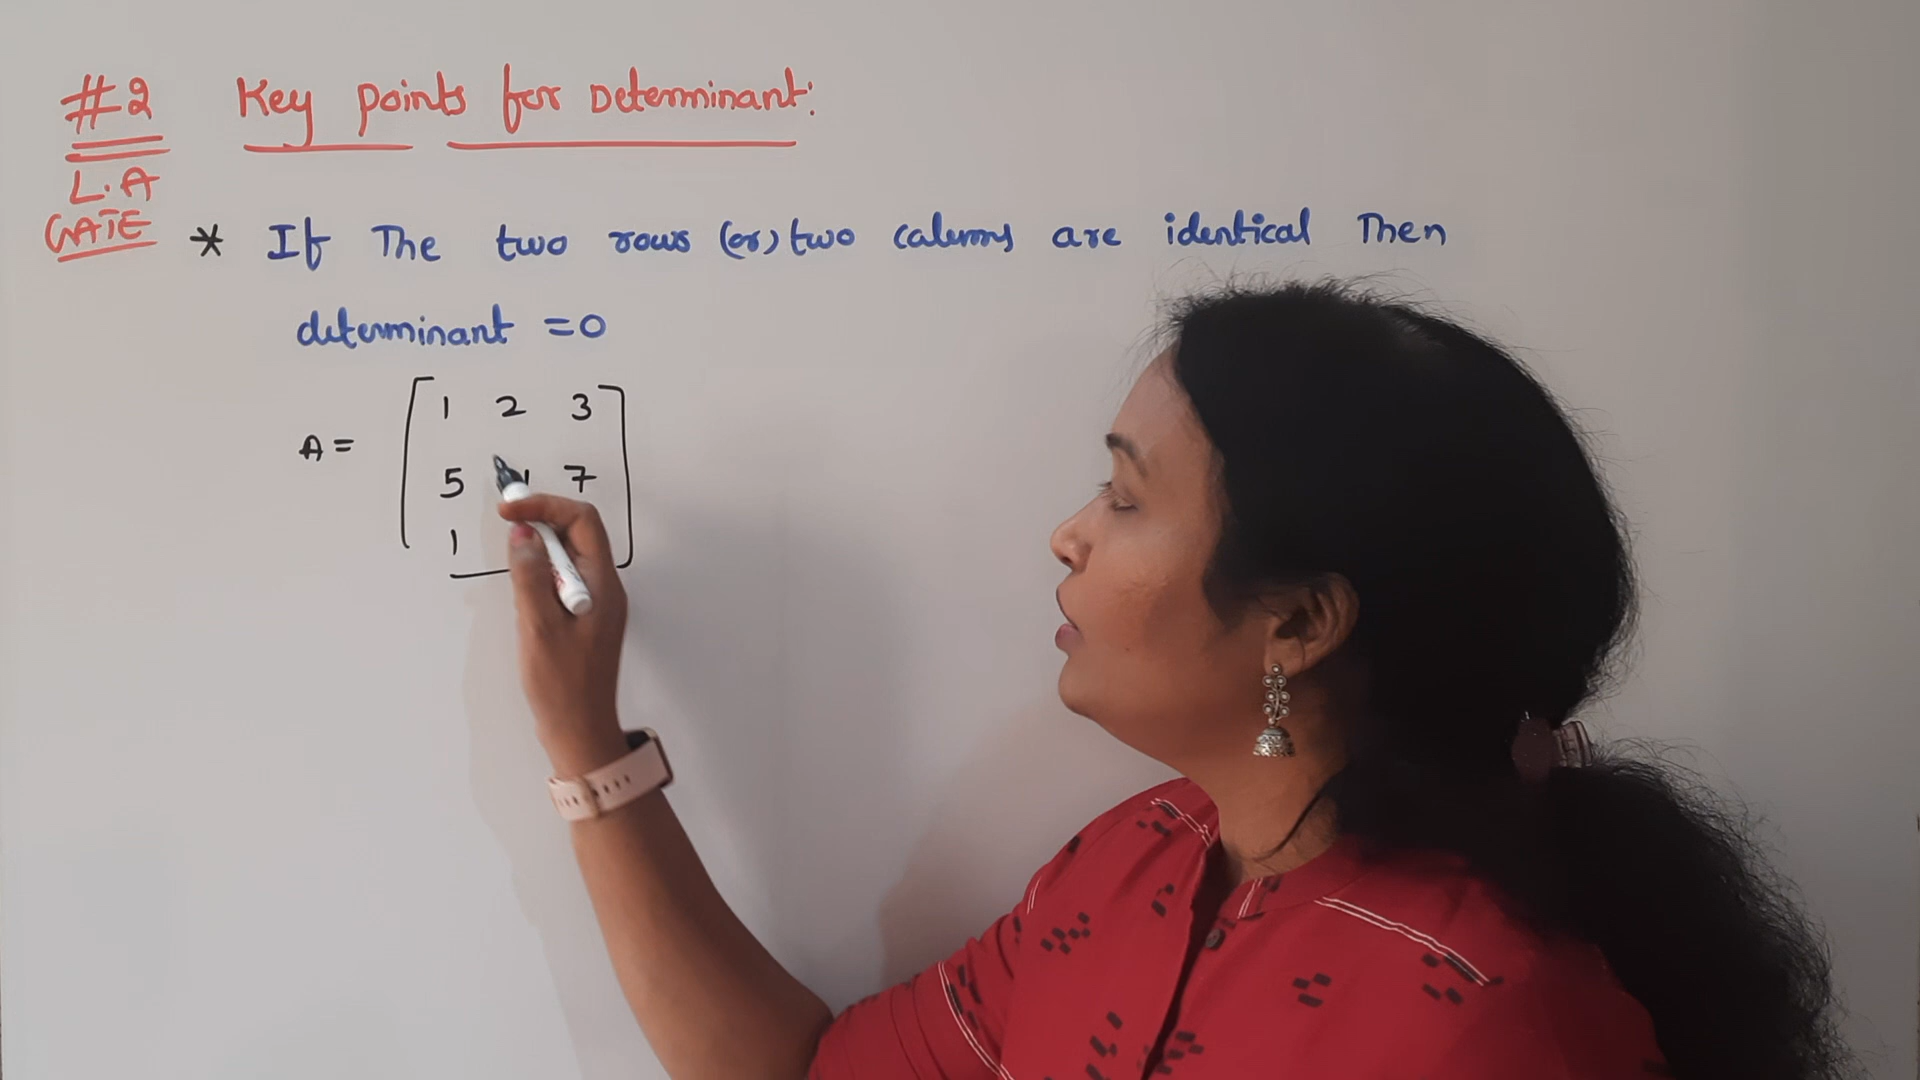 #2 Key points for Determinant:
L.A
GATE
* If The two rows (or) two calums are identical Then
determinant =0
1 2 3
A =
5 7
1